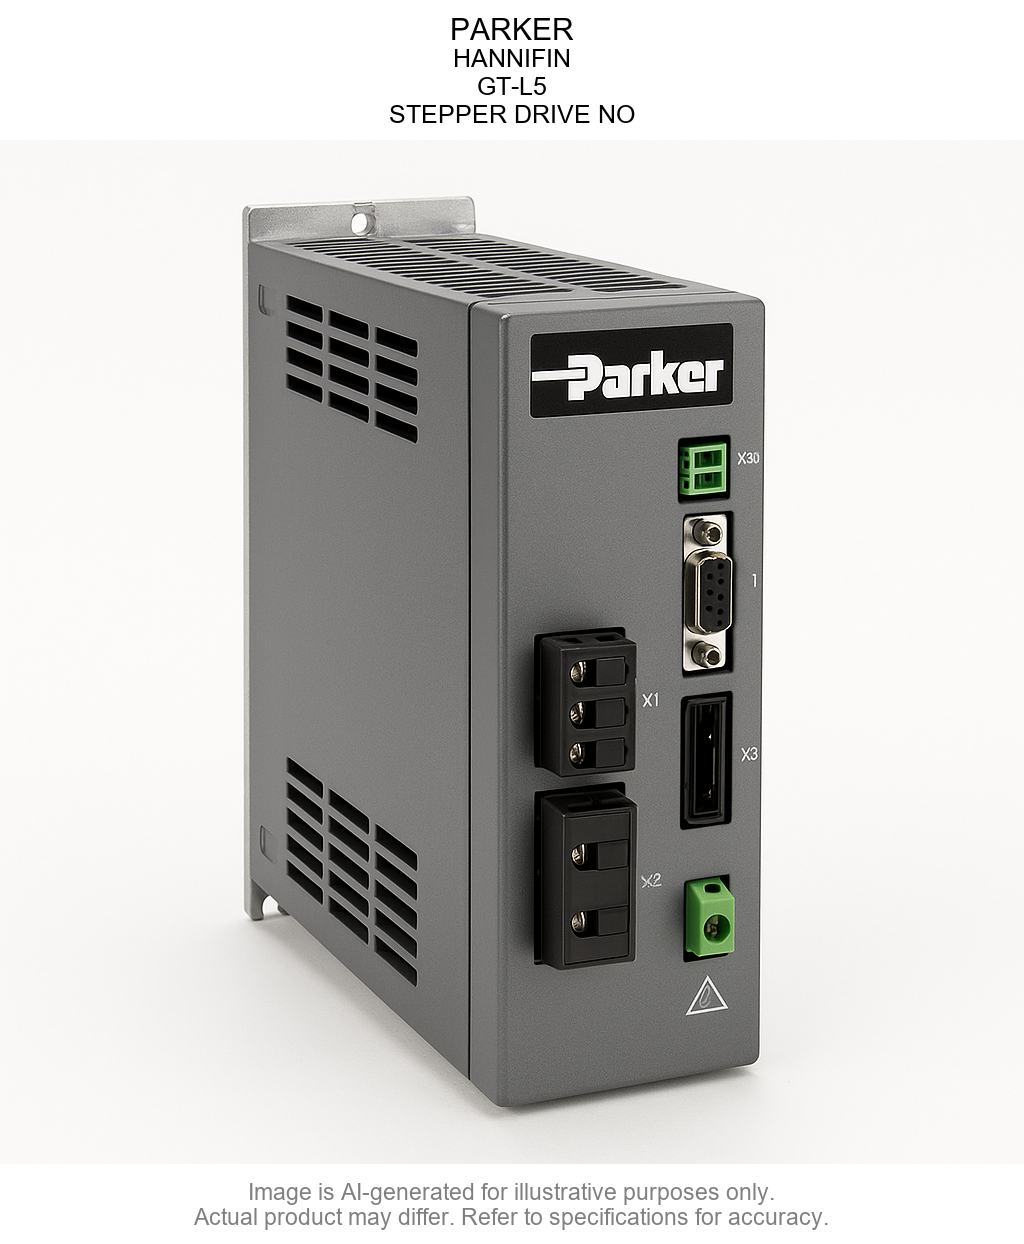 PARKER
HANNIFIN
GT-L5
STEPPER DRIVE NO
Parker
X30
1
X1
X3
X2
Image is AI-generated for illustrative purposes only.
Actual product may differ. Refer to specifications for accuracy.